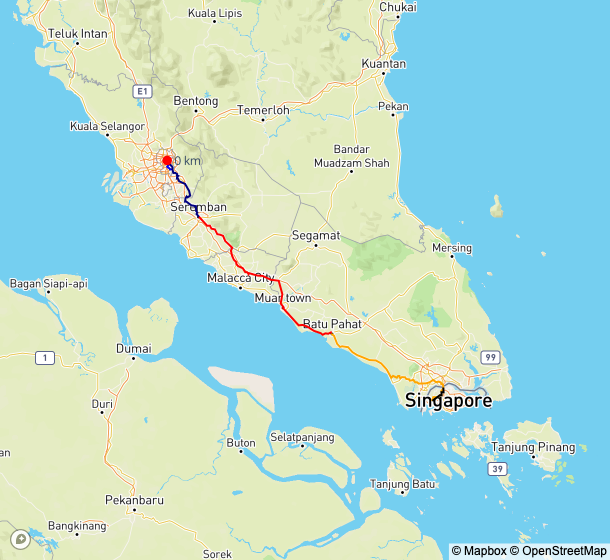 Chukai
Kuala Lipis
Teluk Intan
Kuantan
E1
Bentong
Temerloh
Pekan
Kuala Selangor
Bandar
Muadzam Shah
0 km
Seremban
Segamat
Mersing
Malacca City
Bagan Siapi-api
Muar town
Batu Pahat
Dumai
1
99
Singapore
Duri
Buton
Selatpanjang
Tanjung Pinang
39
Tanjung Batu
Pekanbaru
Bangkinang
Sorek
© Mapbox © OpenStreetMap